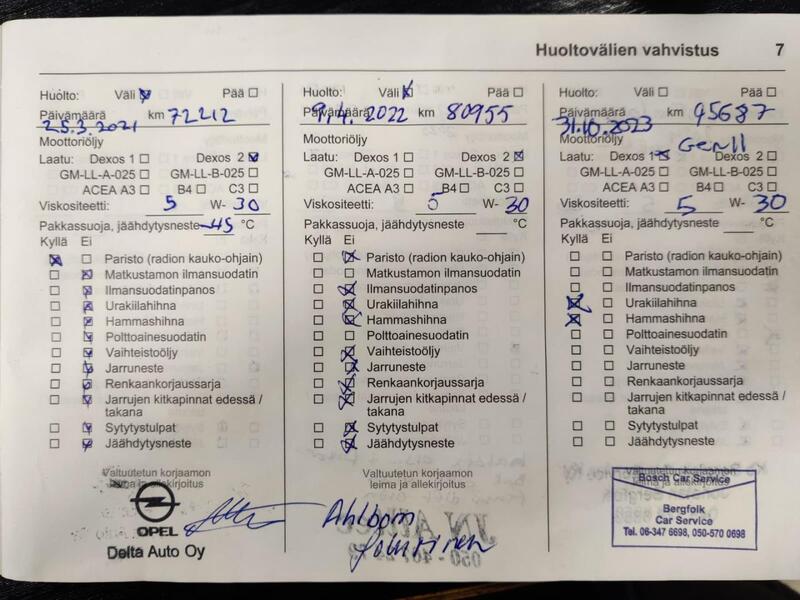 Huoltovälien vahvistus 7
Huolto: Väli Pää
Päivämäärä km 72212
25.3.2021
Moottoriöljy
Laatu: Dexos 1 Dexos 2
GM-LL-A-025 GM-LL-B-025
ACEA A3 B4 C3
Viskositeetti: 5 W- 30
Pakkassuoja, jäähdytysneste -45 °C
Kyllä Ei
Paristo (radion kauko-ohjain)
Matkustamon ilmansuodatin
Ilmansuodatinpanos
Urakiilahihna
Hammashihna
Polttoainesuodatin
Vaihteistoöljy
Jarruneste
Renkaankorjaussarja
Jarrujen kitkapinnat edessä /
takana
Sytytystulpat
Jäähdytysneste
Valtuutetun korjaamon
leima ja allekirjoitus
OPEL
Delta Auto Oy
Huolto: Väli Pää
Päivämäärä km 80955
9.4.2022
Moottoriöljy
Laatu: Dexos 1 Dexos 2
GM-LL-A-025 GM-LL-B-025
ACEA A3 B4 C3
Viskositeetti: 5 W- 30
Pakkassuoja, jäähdytysneste °C
Kyllä Ei
Paristo (radion kauko-ohjain)
Matkustamon ilmansuodatin
Ilmansuodatinpanos
Urakiilahihna
Hammashihna
Polttoainesuodatin
Vaihteistoöljy
Jarruneste
Renkaankorjaussarja
Jarrujen kitkapinnat edessä /
takana
Sytytystulpat
Jäähdytysneste
Valtuutetun korjaamon
leima ja allekirjoitus
Ahlbom
Huolto: Väli Pää
Päivämäärä km 95687
31.10.2023
Moottoriöljy Gen11
Laatu: Dexos 1 Dexos 2
GM-LL-A-025 GM-LL-B-025
ACEA A3 B4 C3
Viskositeetti: 5 W- 30
Pakkassuoja, jäähdytysneste °C
Kyllä Ei
Paristo (radion kauko-ohjain)
Matkustamon ilmansuodatin
Ilmansuodatinpanos
Urakiilahihna
Hammashihna
Polttoainesuodatin
Vaihteistoöljy
Jarruneste
Renkaankorjaussarja
Jarrujen kitkapinnat edessä /
takana
Sytytystulpat
Jäähdytysneste
Valtuutetun korjaamon
leima ja allekirjoitus
Bosch Car Service
Bergfolk
Car Service
Tel. 06-347 6698, 050-570 0698